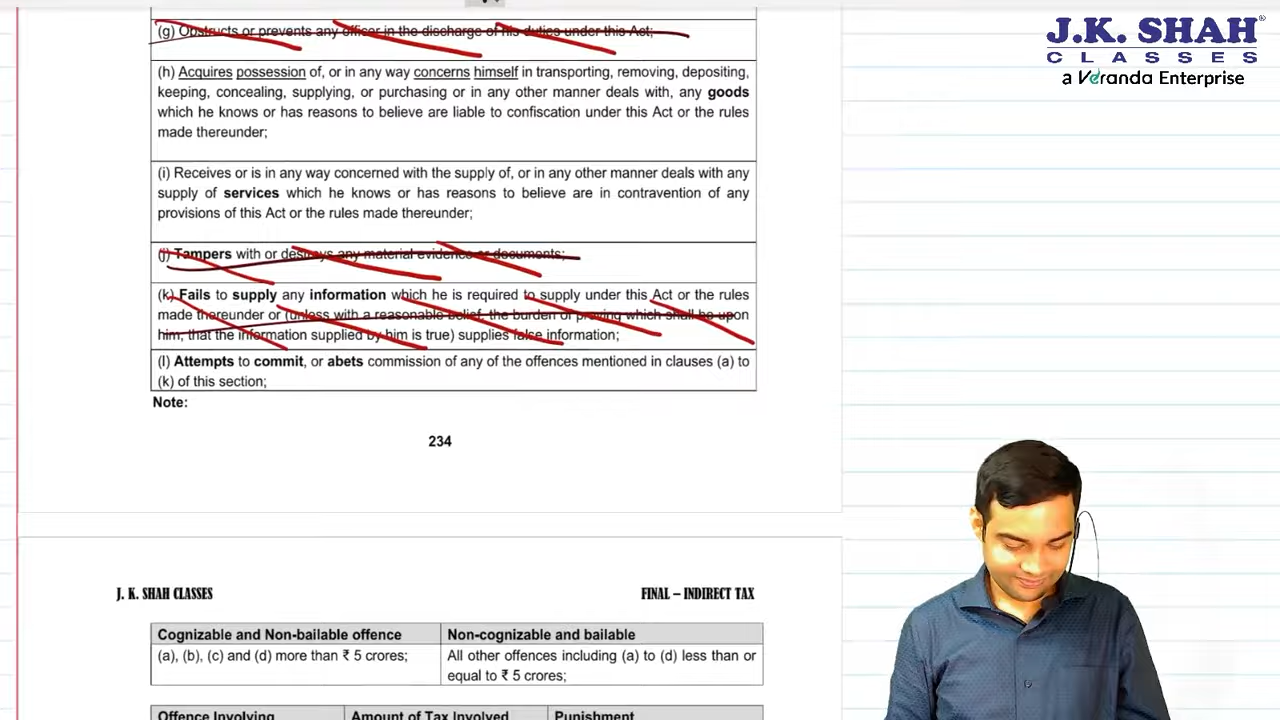 (g) Obstructs or prevents any officer in the discharge of his duties under this Act;
J.K. SHAH®
CLASSES
a Veranda Enterprise
(h) Acquires possession of, or in any way concerns himself in transporting, removing, depositing,
keeping, concealing, supplying, or purchasing or in any other manner deals with, any goods
which he knows or has reasons to believe are liable to confiscation under this Act or the rules
made thereunder;
(i) Receives or is in any way concerned with the supply of, or in any other manner deals with any
supply of services which he knows or has reasons to believe are in contravention of any
provisions of this Act or the rules made thereunder;
(j) Tampers with or destroys any material evidence or documents;
(k) Fails to supply any information which he is required to supply under this Act or the rules
made thereunder or (unless with a reasonable belief, the burden of proving which shall be upon
him, that the information supplied by him is true) supplies false information;
(l) Attempts to commit, or abets commission of any of the offences mentioned in clauses (a) to
(k) of this section;
Note:
234
J. K. SHAH CLASSES FINAL – INDIRECT TAX
Cognizable and Non-bailable offence Non-cognizable and bailable
(a), (b), (c) and (d) more than ₹ 5 crores; All other offences including (a) to (d) less than or
equal to ₹ 5 crores;
Offence Involving Amount of Tax Involved Punishment